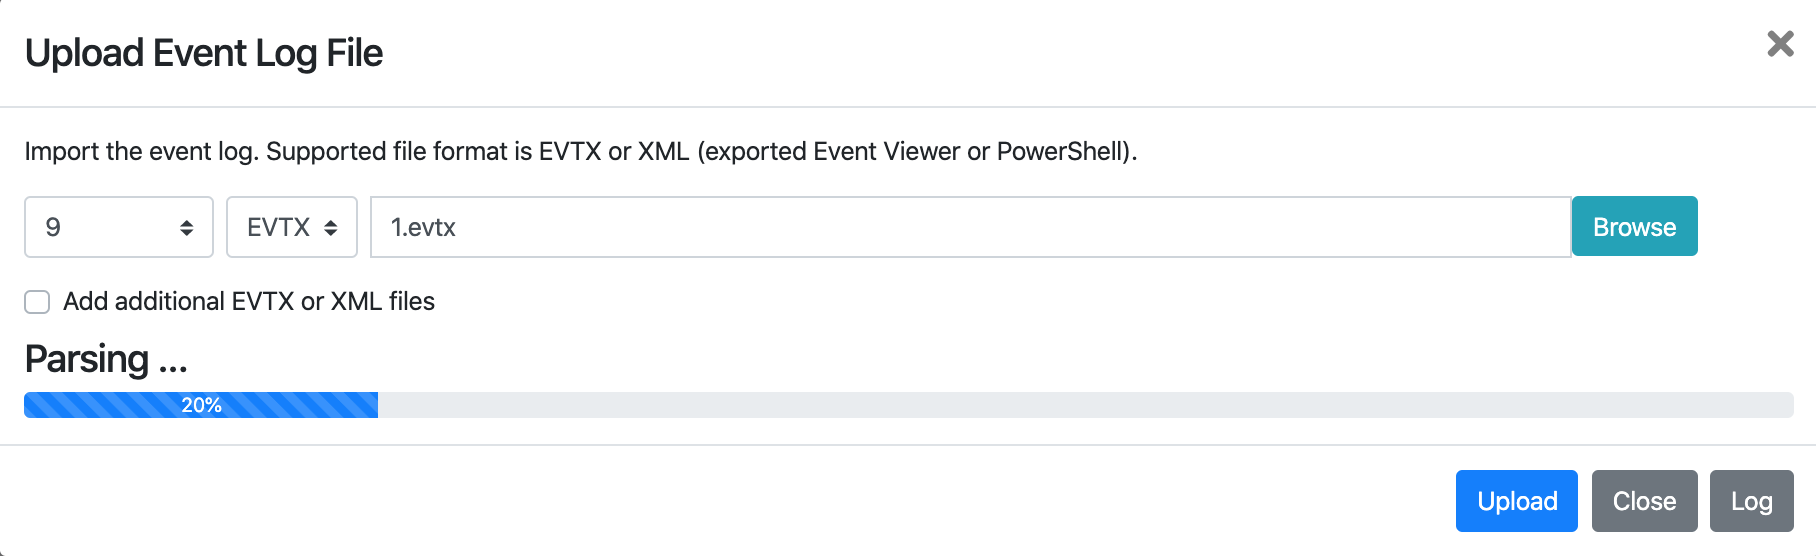 Upload Event Log File
Import the event log. Supported file format is EVTX or XML (exported Event Viewer or PowerShell).
9 EVTX 1.evtx Browse
Add additional EVTX or XML files
Parsing ...
20%
Upload Close Log